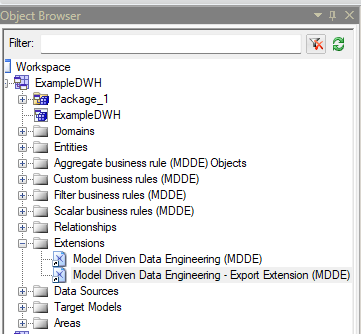 Object Browser
Filter:
Workspace
ExampleDWH
Package_1
ExampleDWH
Domains
Entities
Aggregate business rule (MDDE) Objects
Custom business rules (MDDE)
Filter business rules (MDDE)
Scalar business rules (MDDE)
Relationships
Extensions
Model Driven Data Engineering (MDDE)
Model Driven Data Engineering - Export Extension (MDDE)
Data Sources
Target Models
Areas